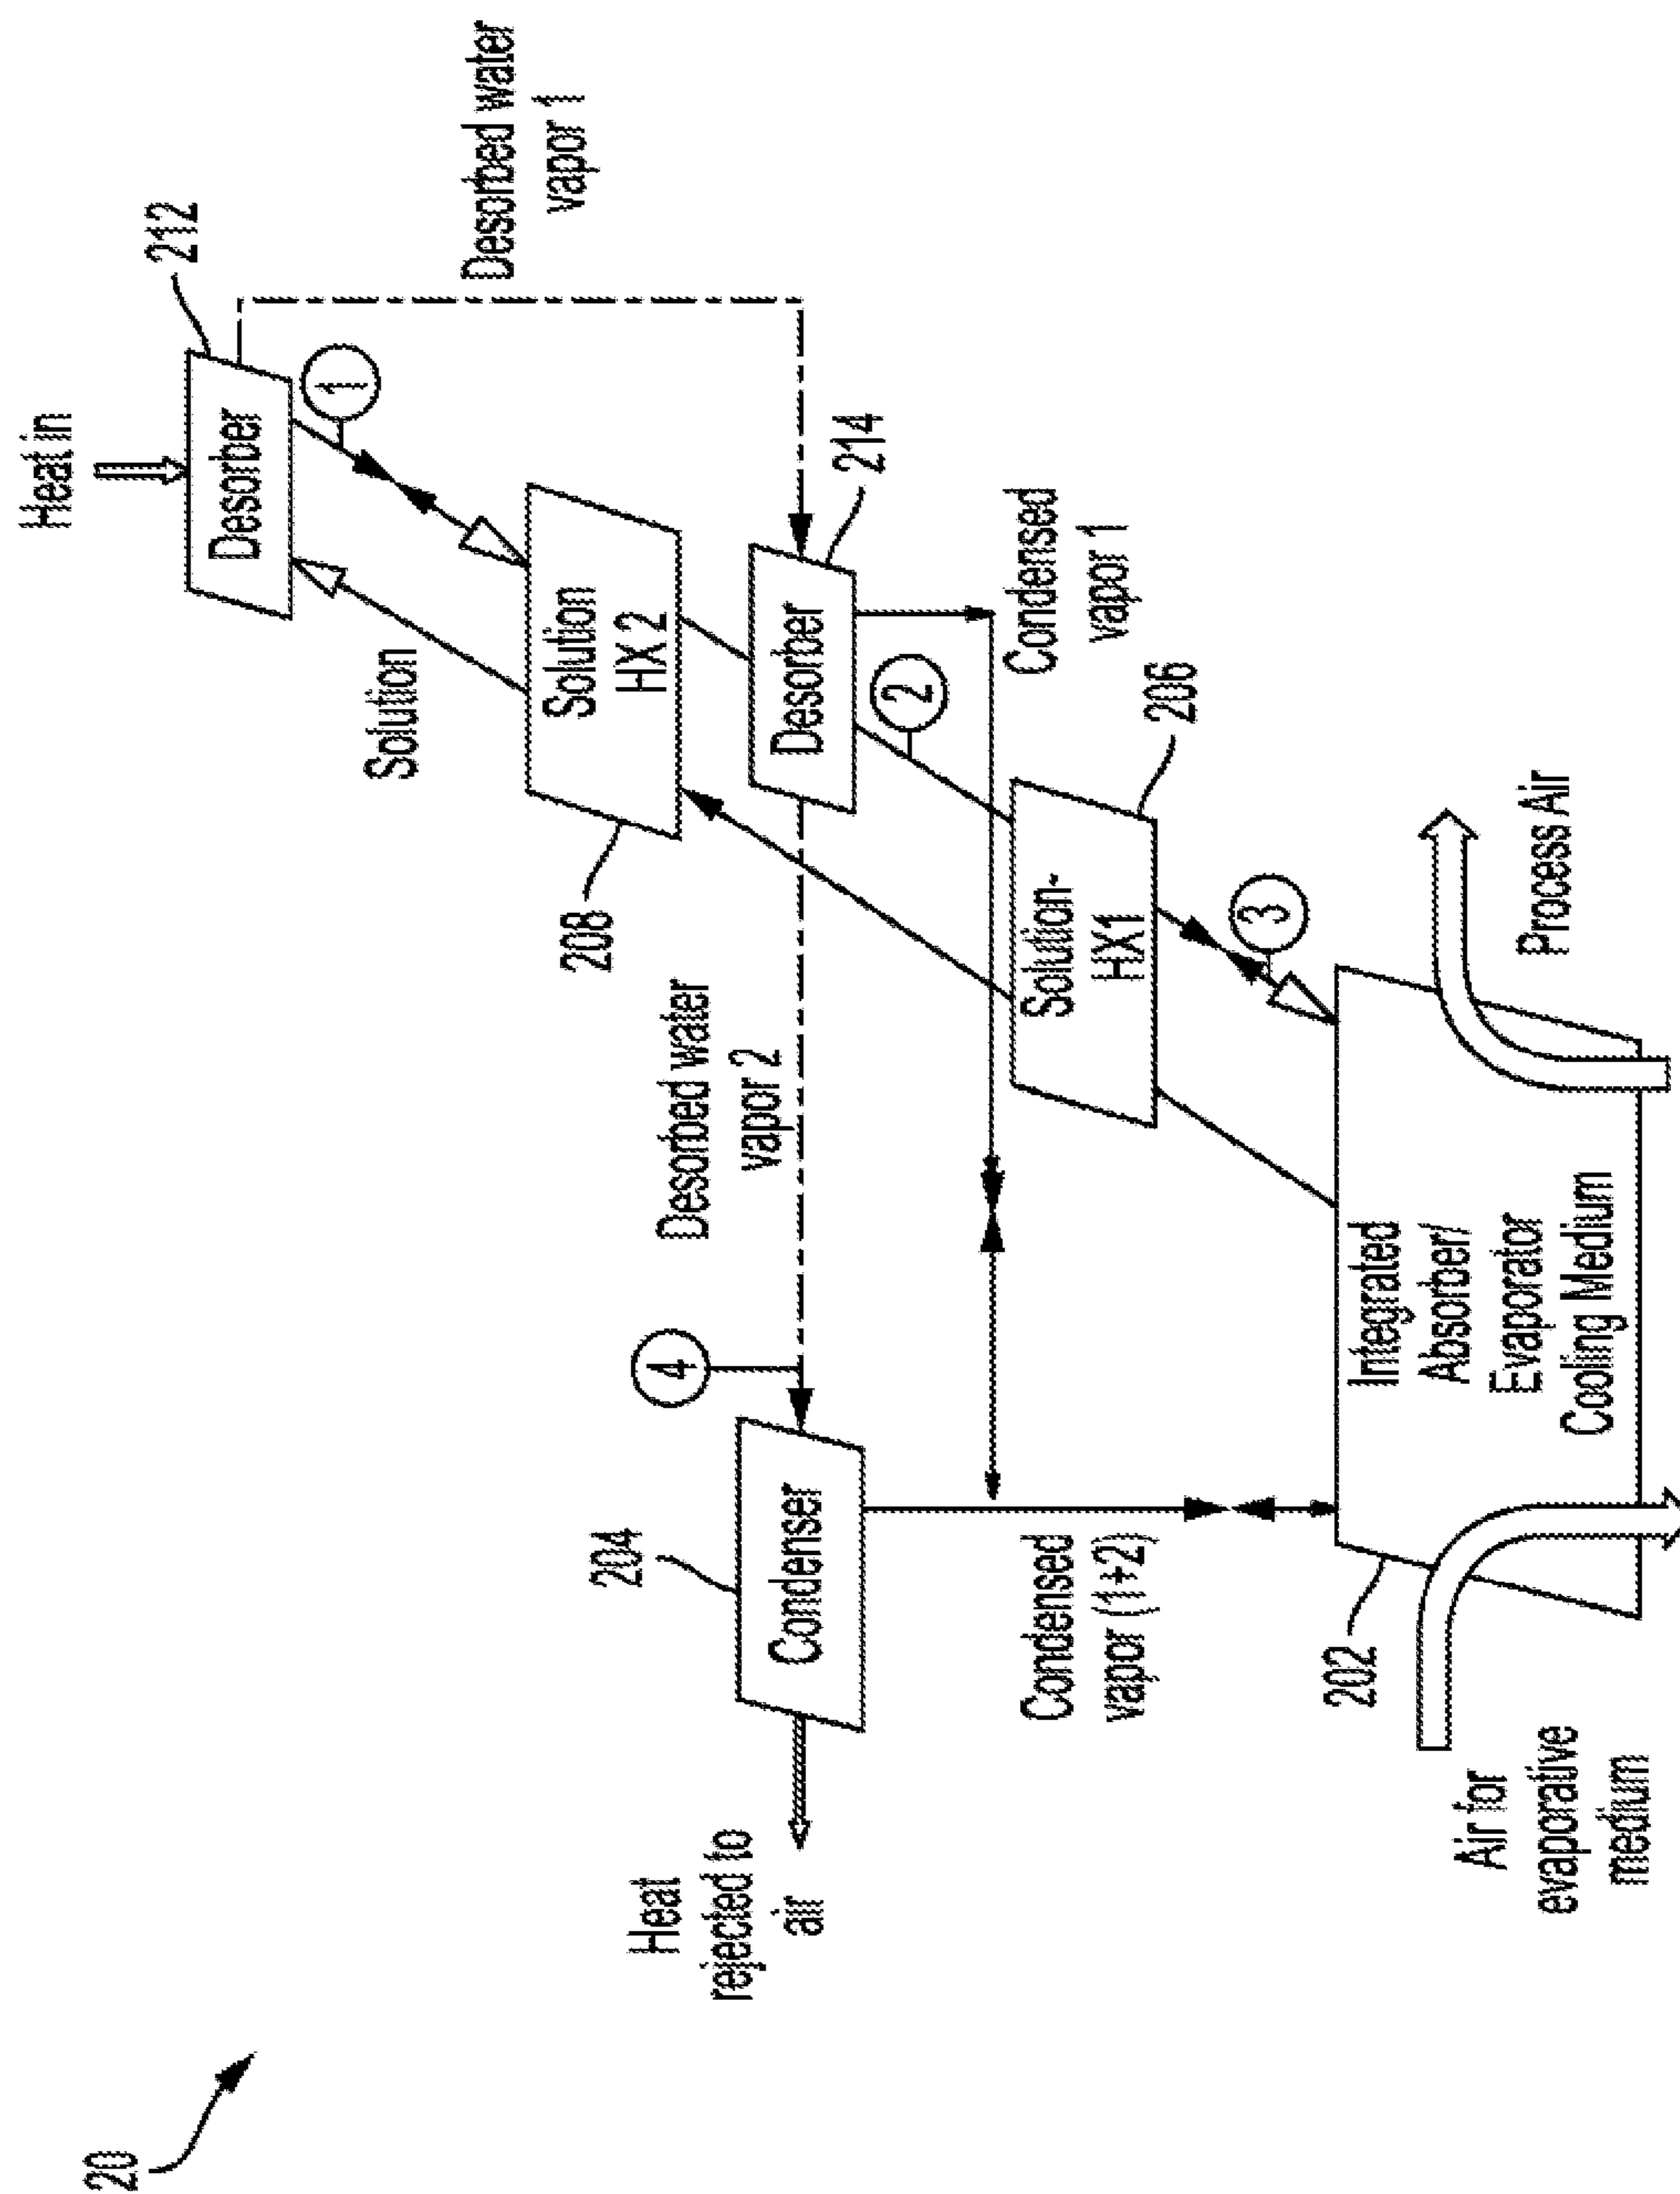 20
Heat in
212
Desorber
1
Desorbed water
vapor 1
Solution
Solution
HX 2
208
Desorber
214
Desorbed water
vapor 2
4
204
Condenser
Heat
rejected to
air
2
Condensed
vapor 1
Solution-
HX1
206
Condensed
vapor (1+2)
3
202
Integrated
Absorber/
Evaporator
Cooling Medium
Process Air
Air for
evaporative
medium